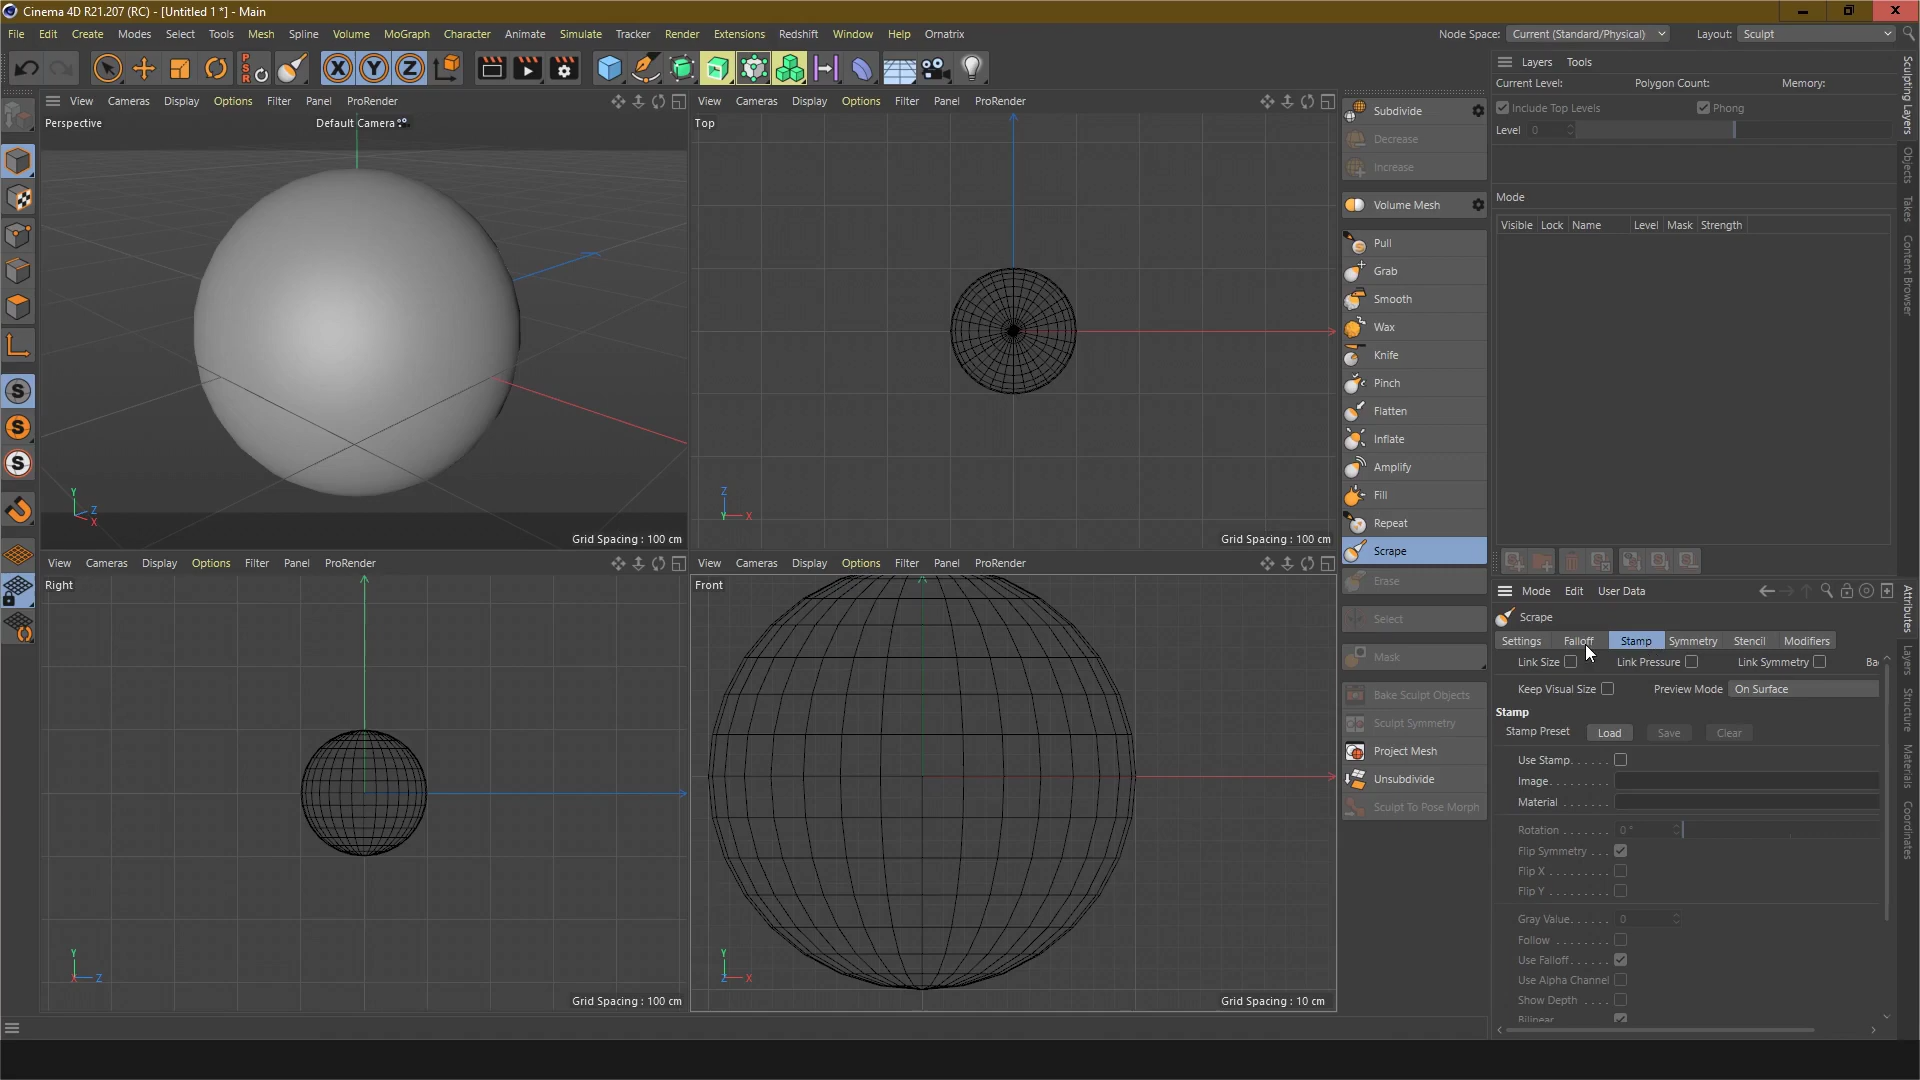 Cinema 4D R21.207 (RC) - [Untitled 1 *] - Main
File Edit Create Modes Select Tools Mesh Spline Volume MoGraph Character Animate Simulate Tracker Render Extensions Redshift Window Help Ornatrix Node Space: Current (Standard/Physical) Layout: Sculpt
PSR X Y Z
View Cameras Display Options Filter Panel ProRender
Perspective Default Camera
Y
Z
X
Grid Spacing : 100 cm
View Cameras Display Options Filter Panel ProRender
Top
Z
Y X
Grid Spacing : 100 cm
View Cameras Display Options Filter Panel ProRender
Right
Y
X Z
Grid Spacing : 100 cm
View Cameras Display Options Filter Panel ProRender
Front
Y
Z X
Grid Spacing : 10 cm
S
S
S
Subdivide
Decrease
Increase
Volume Mesh
Pull
Grab
Smooth
Wax
Knife
Pinch
Flatten
Inflate
Amplify
Fill
Repeat
Scrape
Erase
Select
Mask
Bake Sculpt Objects
Sculpt Symmetry
Project Mesh
Unsubdivide
Sculpt To Pose Morph
Layers Tools
Current Level: Polygon Count: Memory:
Include Top Levels Phong
Level 0
Mode
Visible Lock Name Level Mask Strength
Mode Edit User Data
Scrape
Settings Falloff Stamp Symmetry Stencil Modifiers
Link Size Link Pressure Link Symmetry Ba
Keep Visual Size Preview Mode On Surface
Stamp
Stamp Preset Load Save Clear
Use Stamp. . . . . .
Image. . . . . . . . .
Material . . . . . . .
Rotation . . . . . . . 0 °
Flip Symmetry . . .
Flip X . . . . . . . . .
Flip Y . . . . . . . . .
Gray Value. . . . . . 0
Follow . . . . . . . .
Use Falloff. . . . . .
Use Alpha Channel
Show Depth . . . .
Bilinear
Sculpting Layers
Objects
Takes
Content Browser
Attributes
Layers
Structure
Materials
Coordinates